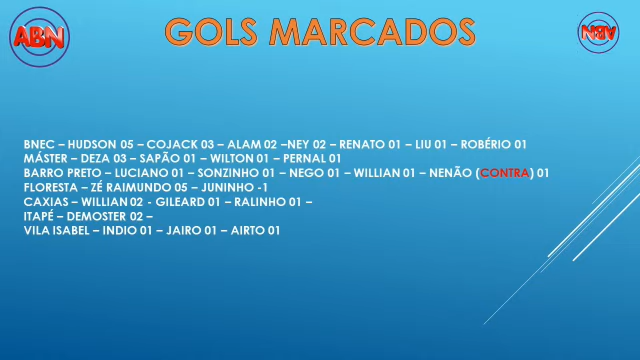 ABN
GOLS MARCADOS
ABN
BNEC – HUDSON 05 – COJACK 03 – ALAM 02 –NEY 02 – RENATO 01 – LIU 01 – ROBÉRIO 01
MÁSTER – DEZA 03 – SAPÃO 01 – WILTON 01 – PERNAL 01
BARRO PRETO – LUCIANO 01 – SONZINHO 01 – NEGO 01 – WILLIAN 01 – NENÃO (CONTRA) 01
FLORESTA – ZÉ RAIMUNDO 05 – JUNINHO -1
CAXIAS – WILLIAN 02 - GILEARD 01 – RALINHO 01 –
ITAPÉ – DEMOSTER 02 –
VILA ISABEL – INDIO 01 – JAIRO 01 – AIRTO 01